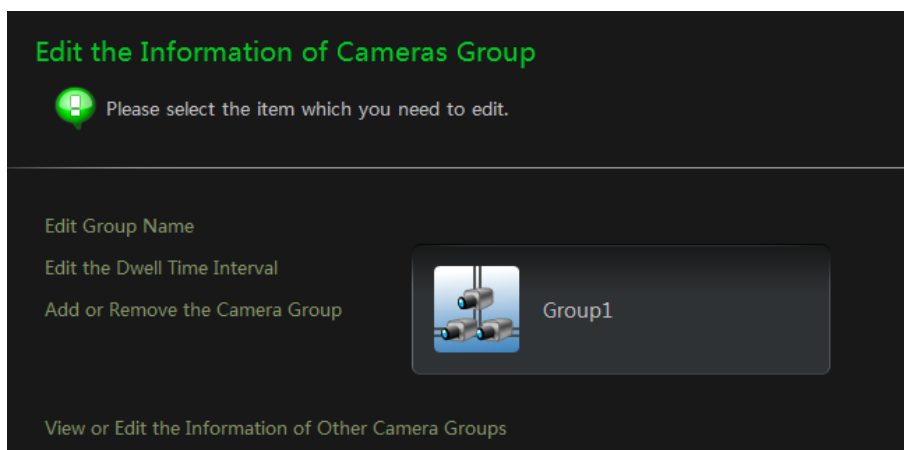 Edit the Information of Cameras Group
Please select the item which you need to edit.
Edit Group Name
Edit the Dwell Time Interval
Add or Remove the Camera Group
Group1
View or Edit the Information of Other Camera Groups